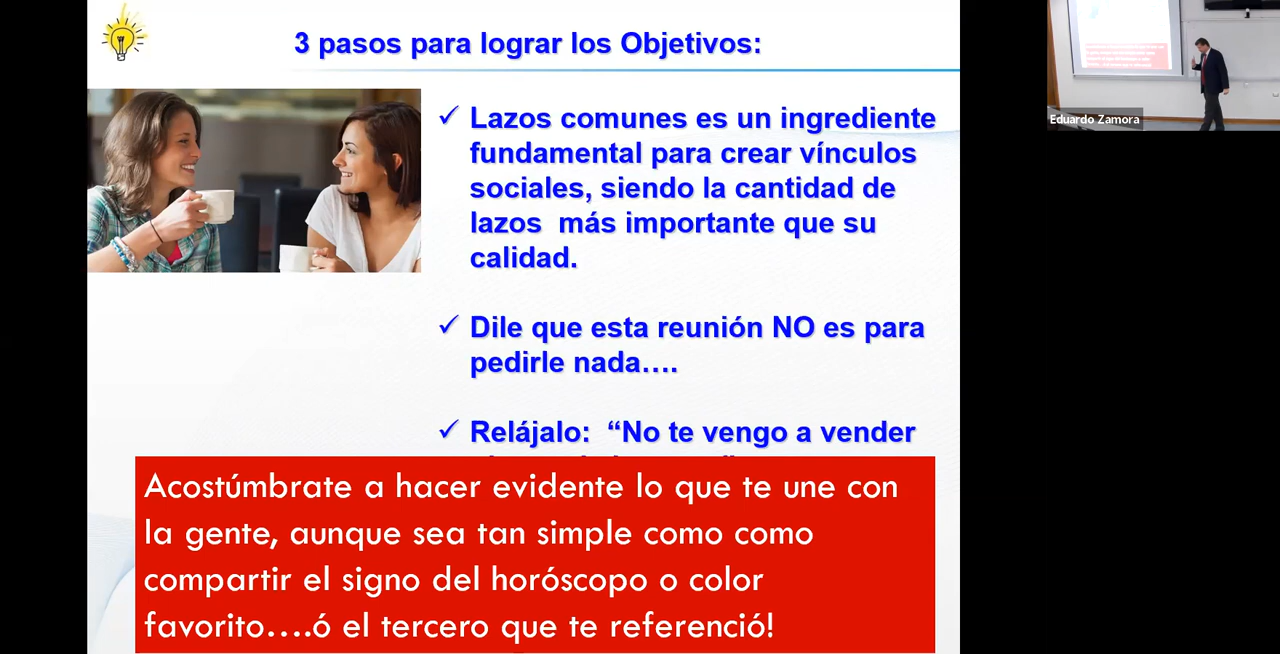 3 pasos para lograr los Objetivos:
Lazos comunes es un ingrediente
fundamental para crear vínculos
sociales, siendo la cantidad de
lazos más importante que su
calidad.
Dile que esta reunión NO es para
pedirle nada….
Relájalo: “No te vengo a vender
Acostúmbrate a hacer evidente lo que te une con
la gente, aunque sea tan simple como como
compartir el signo del horóscopo o color
favorito….ó el tercero que te referenció!
Eduardo Zamora